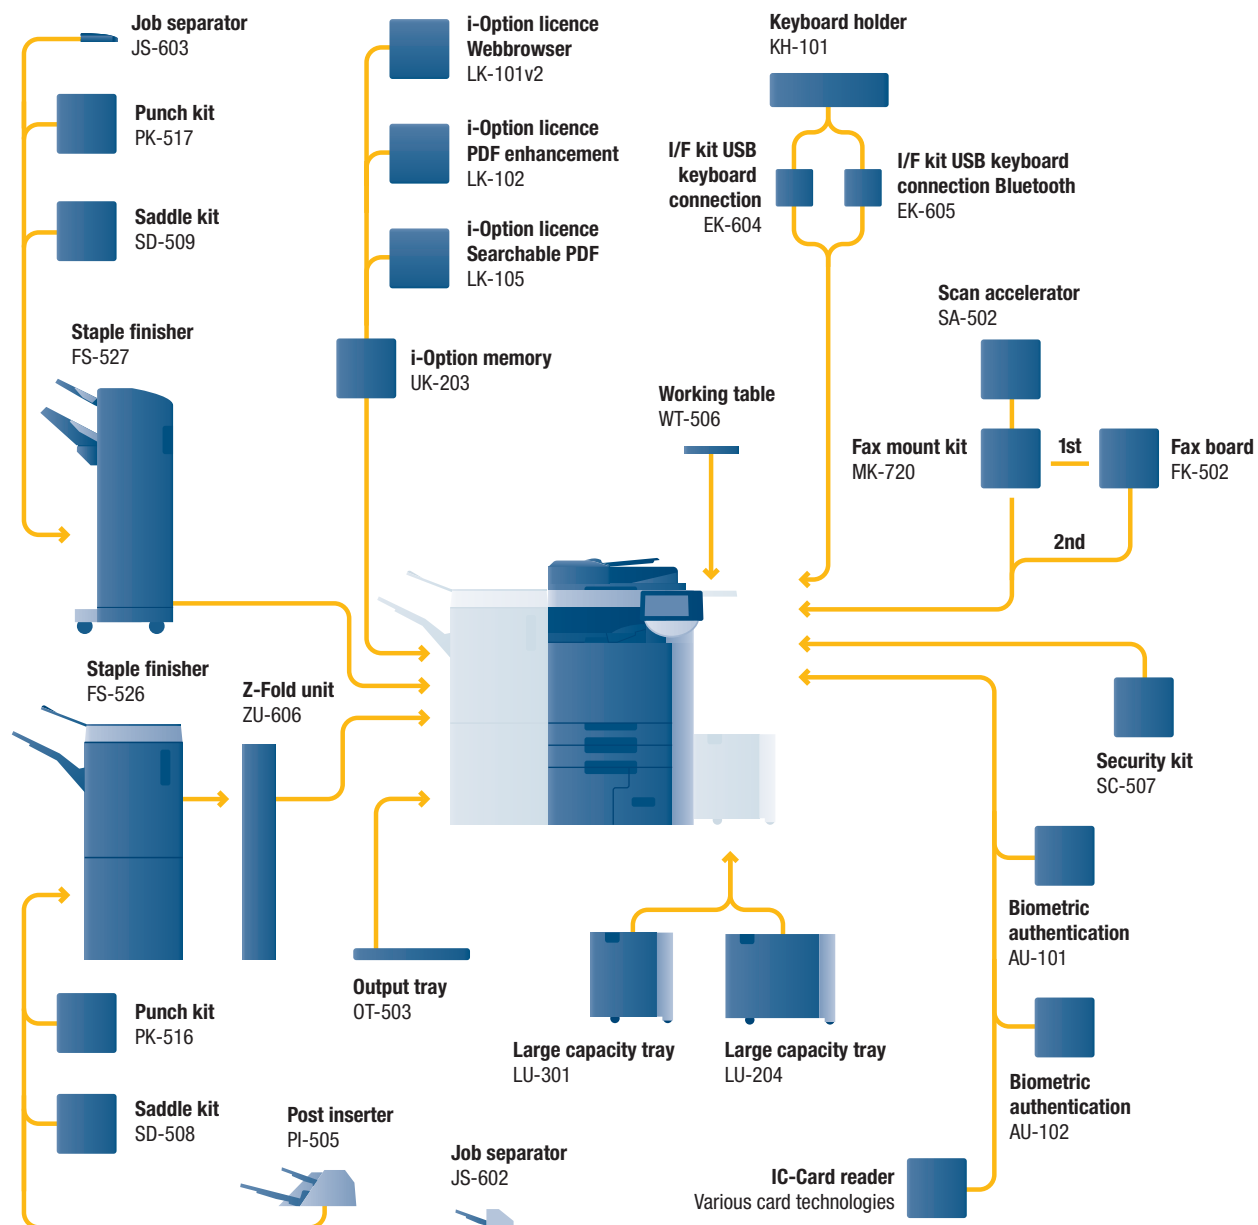 Job separator
JS-603
Punch kit
PK-517
Saddle kit
SD-509
Staple finisher
FS-527
i-Option licence
Webbrowser
LK-101v2
i-Option licence
PDF enhancement
LK-102
i-Option licence
Searchable PDF
LK-105
i-Option memory
UK-203
Keyboard holder
KH-101
I/F kit USB
keyboard
connection
EK-604
I/F kit USB keyboard
connection Bluetooth
EK-605
Scan accelerator
SA-502
Working table
WT-506
Fax mount kit
MK-720
1st
Fax board
FK-502
2nd
Staple finisher
FS-526
Z-Fold unit
ZU-606
Security kit
SC-507
Biometric
authentication
AU-101
Output tray
OT-503
Punch kit
PK-516
Large capacity tray
LU-301
Large capacity tray
LU-204
Biometric
authentication
AU-102
Saddle kit
SD-508
Post inserter
PI-505
Job separator
JS-602
IC-Card reader
Various card technologies